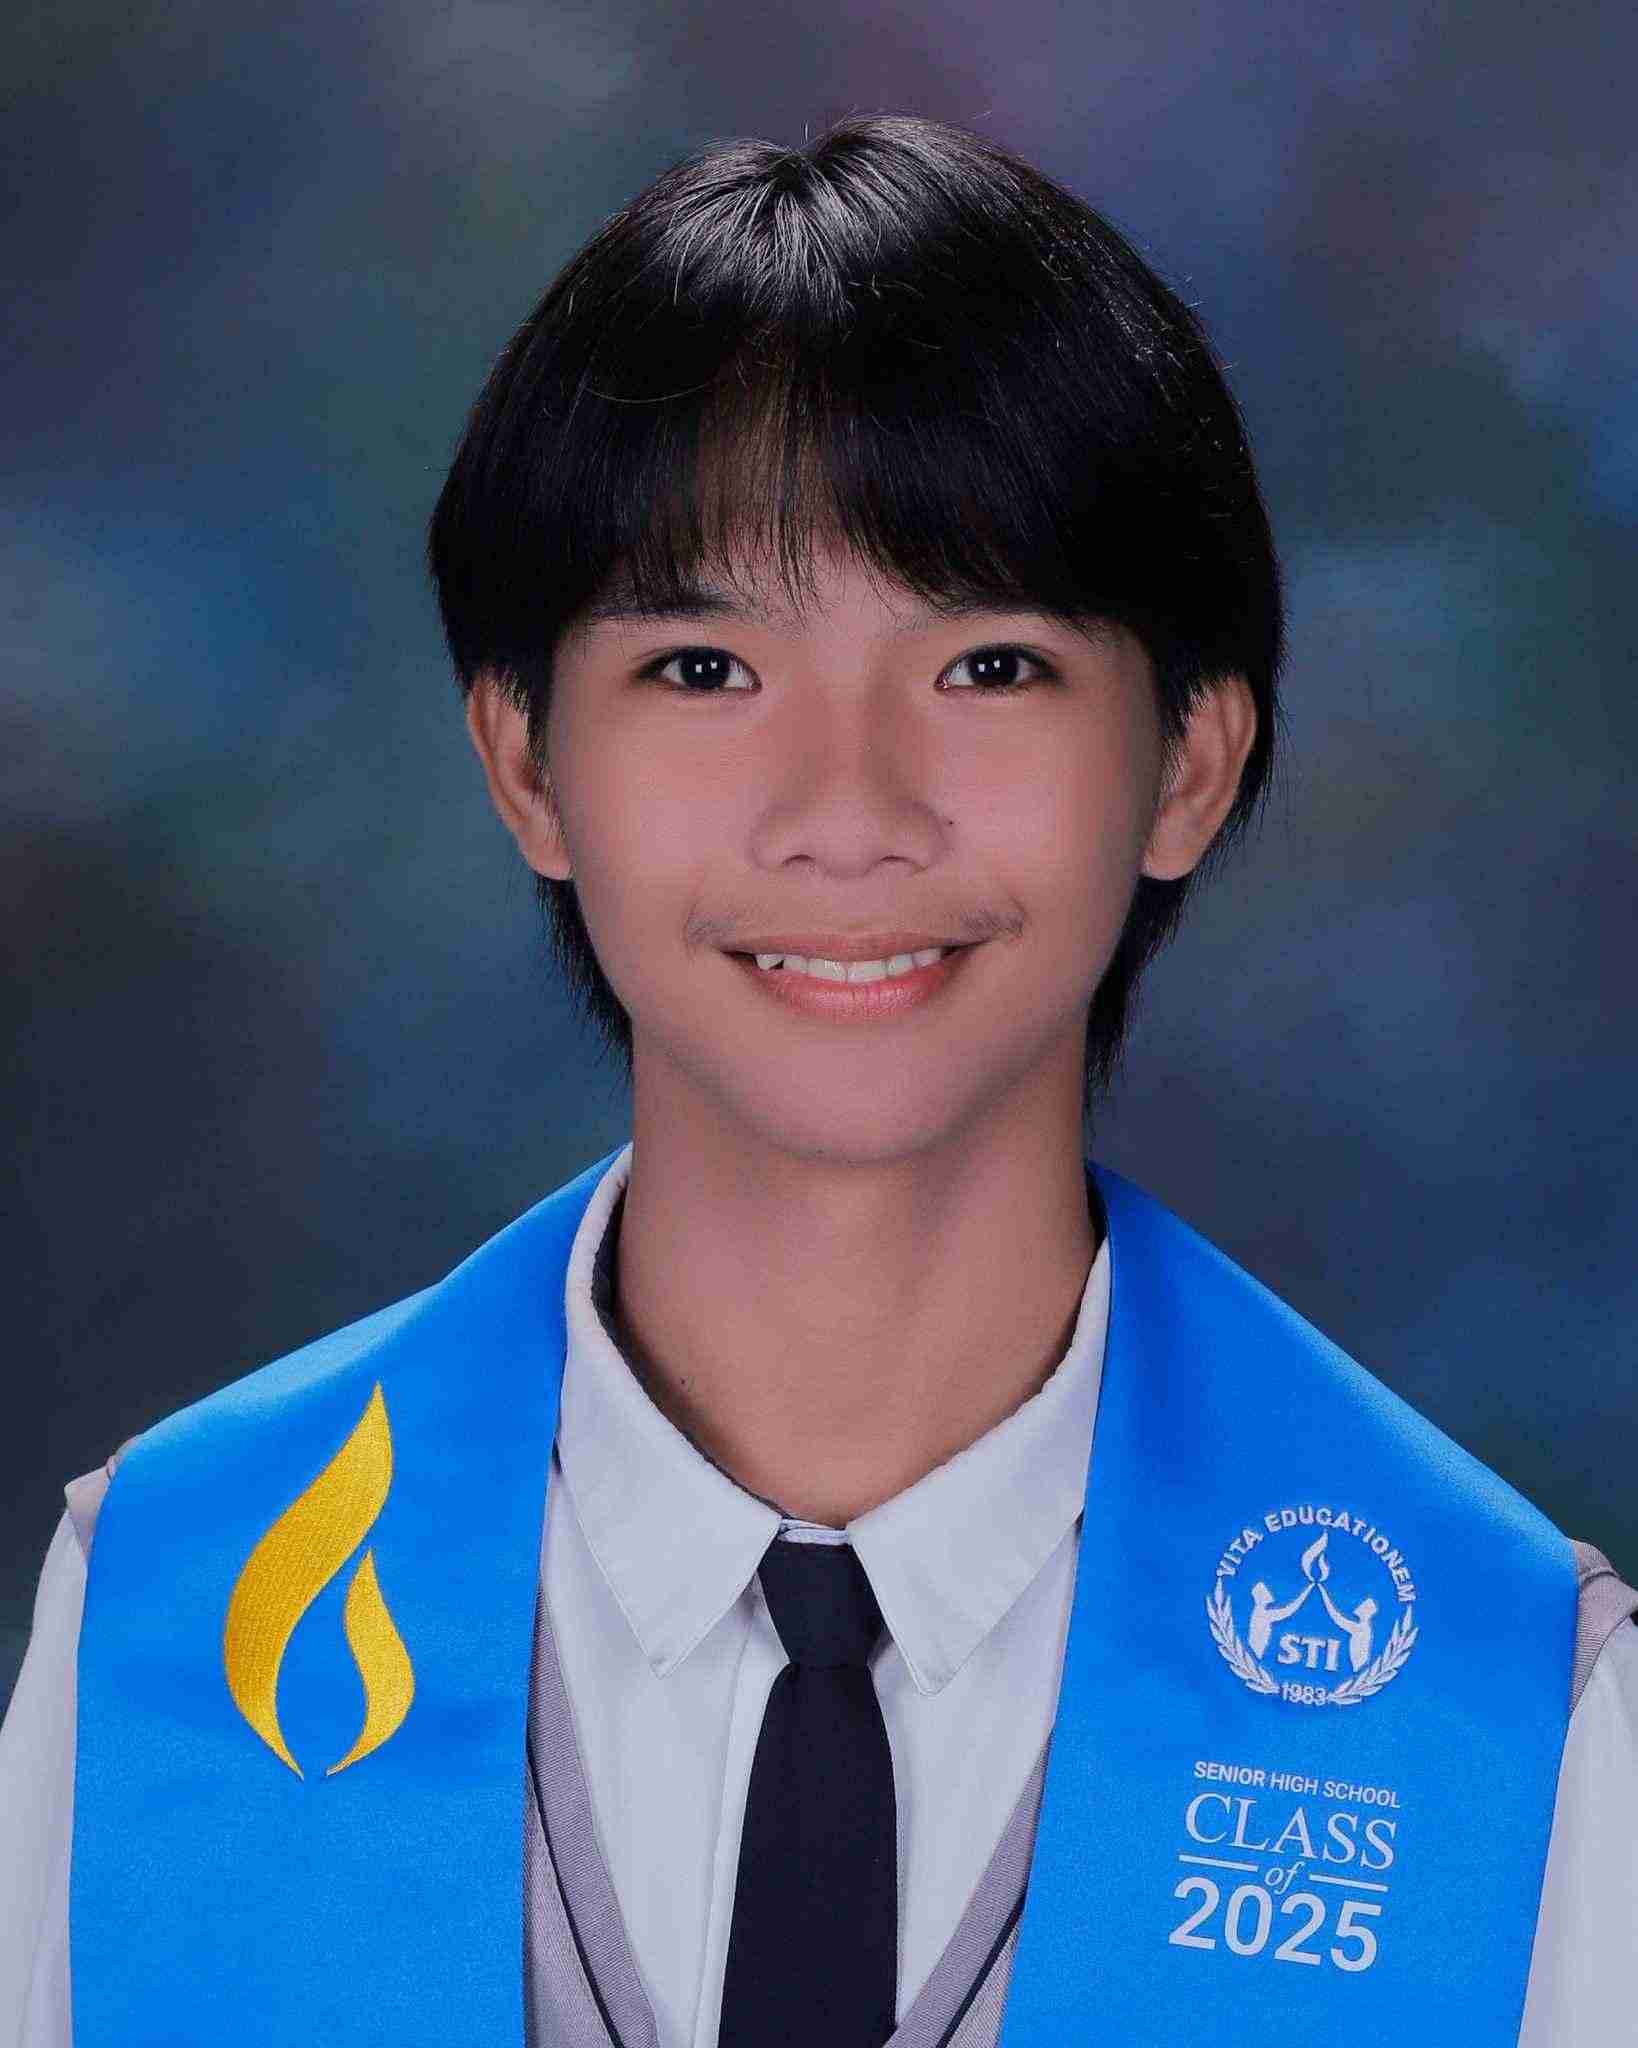 VITA EDUCATIONEM
STI
1983
SENIOR HIGH SCHOOL
CLASS
of
2025